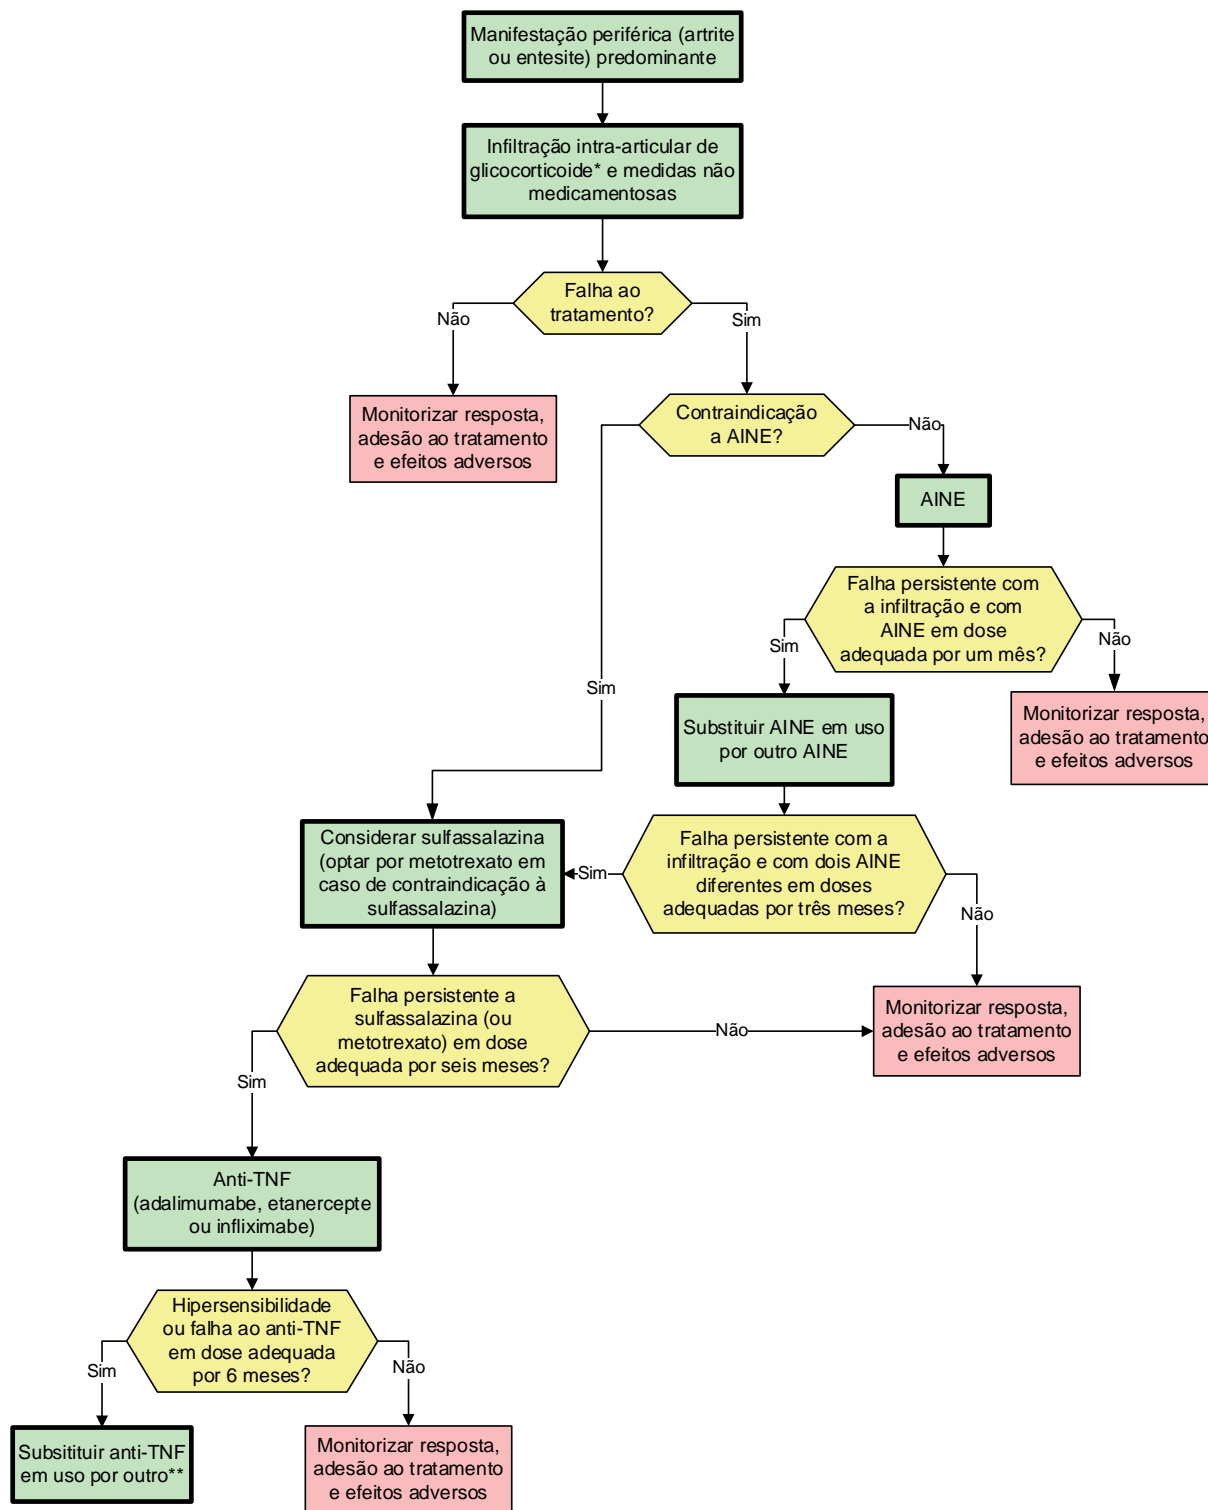 Manifestação periférica (artrite
ou entesite) predominante
Infiltração intra-articular de
glicocorticoide* e medidas não
medicamentosas
Falha ao
tratamento?
Não
Sim
Monitorizar resposta,
adesão ao tratamento
e efeitos adversos
Contraindicação
a AINE?
Não
AINE
Sim
Falha persistente com
a infiltração e com
AINE em dose
adequada por um mês?
Sim
Não
Substituir AINE em uso
por outro AINE
Monitorizar resposta,
adesão ao tratamento
e efeitos adversos
Considerar sulfassalazina
(optar por metotrexato em
caso de contraindicação à
sulfassalazina)
Sim
Falha persistente com a
infiltração e com dois AINE
diferentes em doses
adequadas por três meses?
Não
Falha persistente a
sulfassalazina (ou
metotrexato) em dose
adequada por seis meses?
Não
Monitorizar resposta,
adesão ao tratamento
e efeitos adversos
Sim
Anti-TNF
(adalimumabe, etanercepte
ou infliximabe)
Hipersensibilidade
ou falha ao anti-TNF
em dose adequada
por 6 meses?
Sim
Não
Subsitituir anti-TNF
em uso por outro**
Monitorizar resposta,
adesão ao tratamento
e efeitos adversos